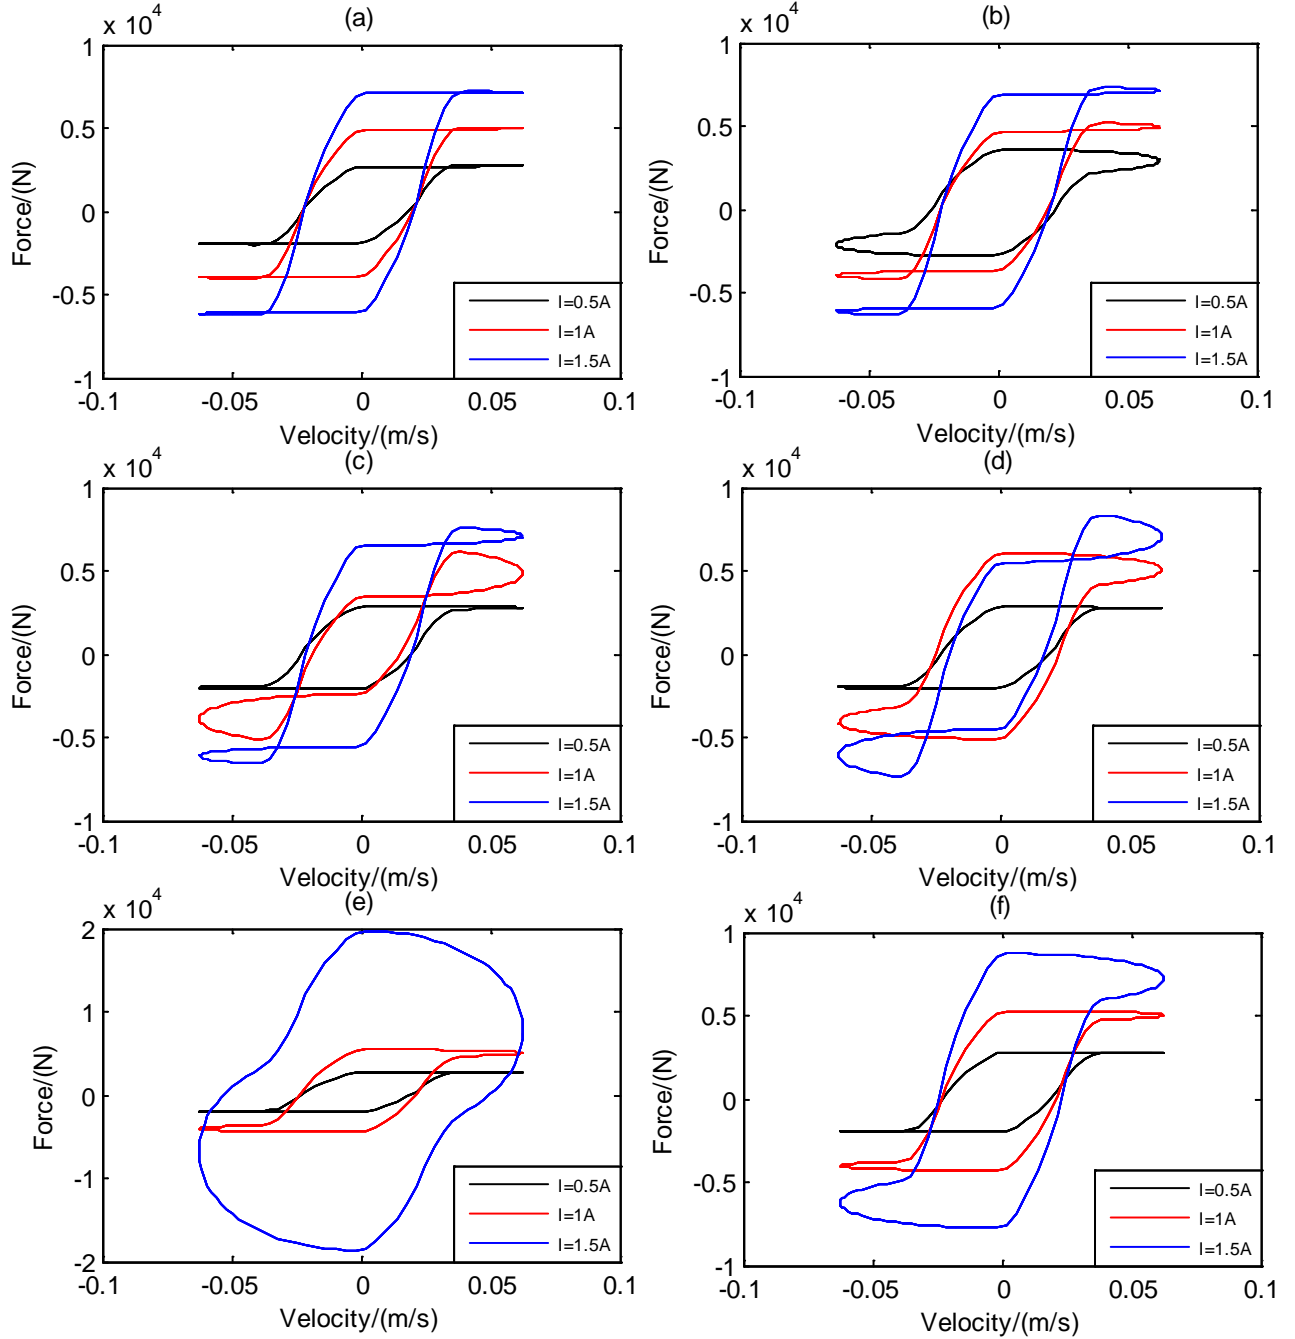 (a)
x 10^4
1
0.5
0
-0.5
-1
-0.1
-0.05
0
0.05
0.1
Force/(N)
Velocity/(m/s)
I=0.5A
I=1A
I=1.5A
(b)
x 10^4
1
0.5
0
-0.5
-1
-0.1
-0.05
0
0.05
0.1
Force/(N)
Velocity/(m/s)
I=0.5A
I=1A
I=1.5A
(c)
x 10^4
1
0.5
0
-0.5
-1
-0.1
-0.05
0
0.05
0.1
Force/(N)
Velocity/(m/s)
I=0.5A
I=1A
I=1.5A
(d)
x 10^4
1
0.5
0
-0.5
-1
-0.1
-0.05
0
0.05
0.1
Force/(N)
Velocity/(m/s)
I=0.5A
I=1A
I=1.5A
(e)
x 10^4
2
1
0
-1
-2
-0.1
-0.05
0
0.05
0.1
Force/(N)
Velocity/(m/s)
I=0.5A
I=1A
I=1.5A
(f)
x 10^4
1
0.5
0
-0.5
-1
-0.1
-0.05
0
0.05
0.1
Force/(N)
Velocity/(m/s)
I=0.5A
I=1A
I=1.5A